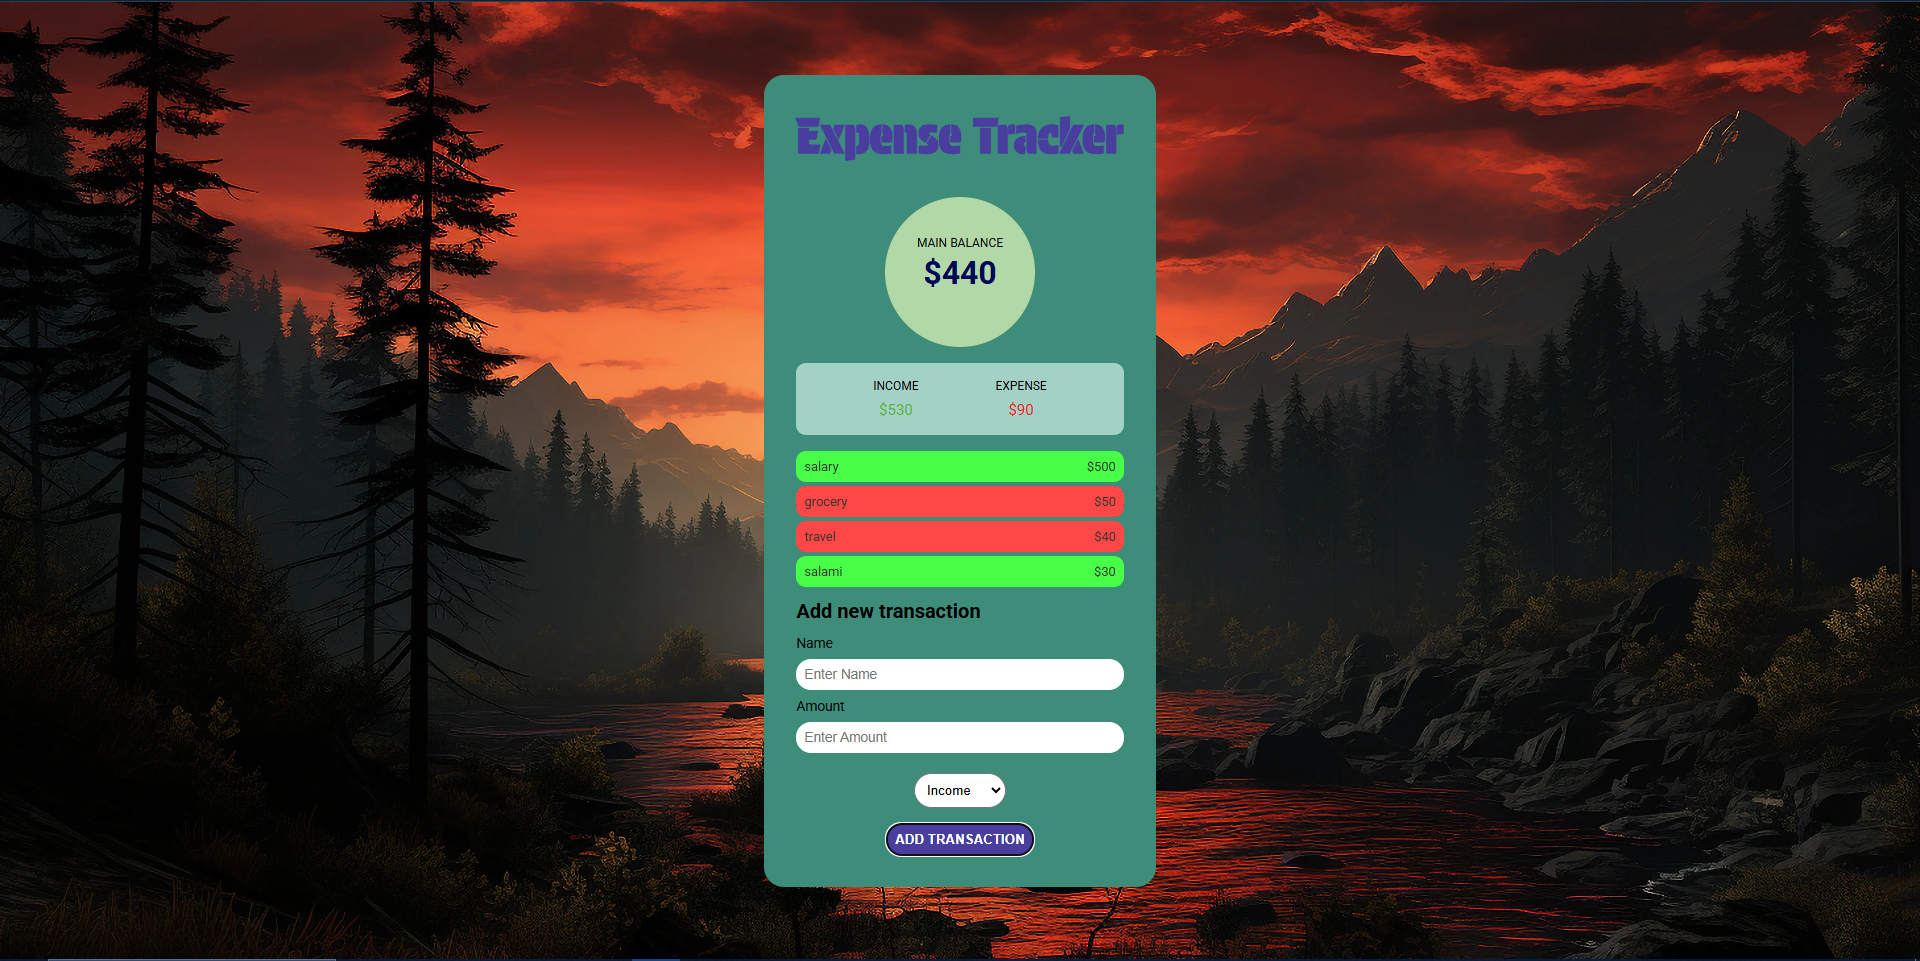 Expense Tracker
MAIN BALANCE
$440
INCOME EXPENSE
$530 $90
salary $500
grocery $50
travel $40
salami $30
Add new transaction
Name
Enter Name
Amount
Enter Amount
Income
ADD TRANSACTION